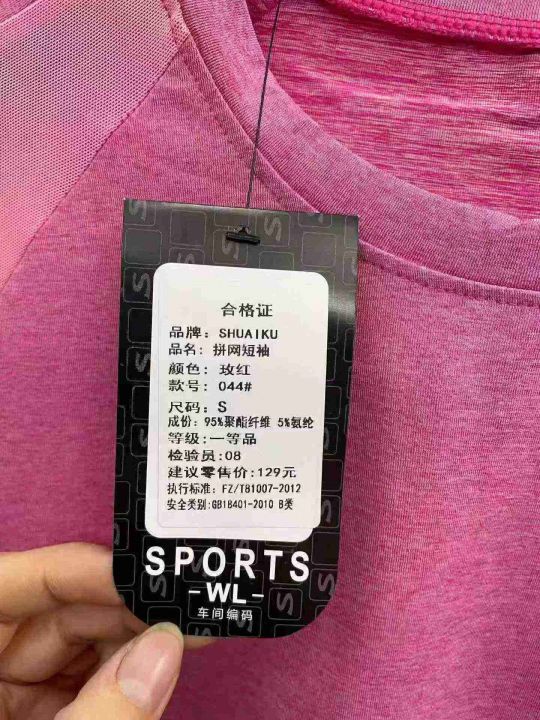 合格证
品牌: SHUAIKU
品名: 拼网短袖
颜色: 玫红
款号: 044#
尺码: S
成份: 95%聚酯纤维 5%氨纶
等级:一等品
检验员:08
建议零售价:129元
执行标准: FZ/T81007-2012
安全类别:GB18401-2010 B类
SPORTS
-WL-
车间编码